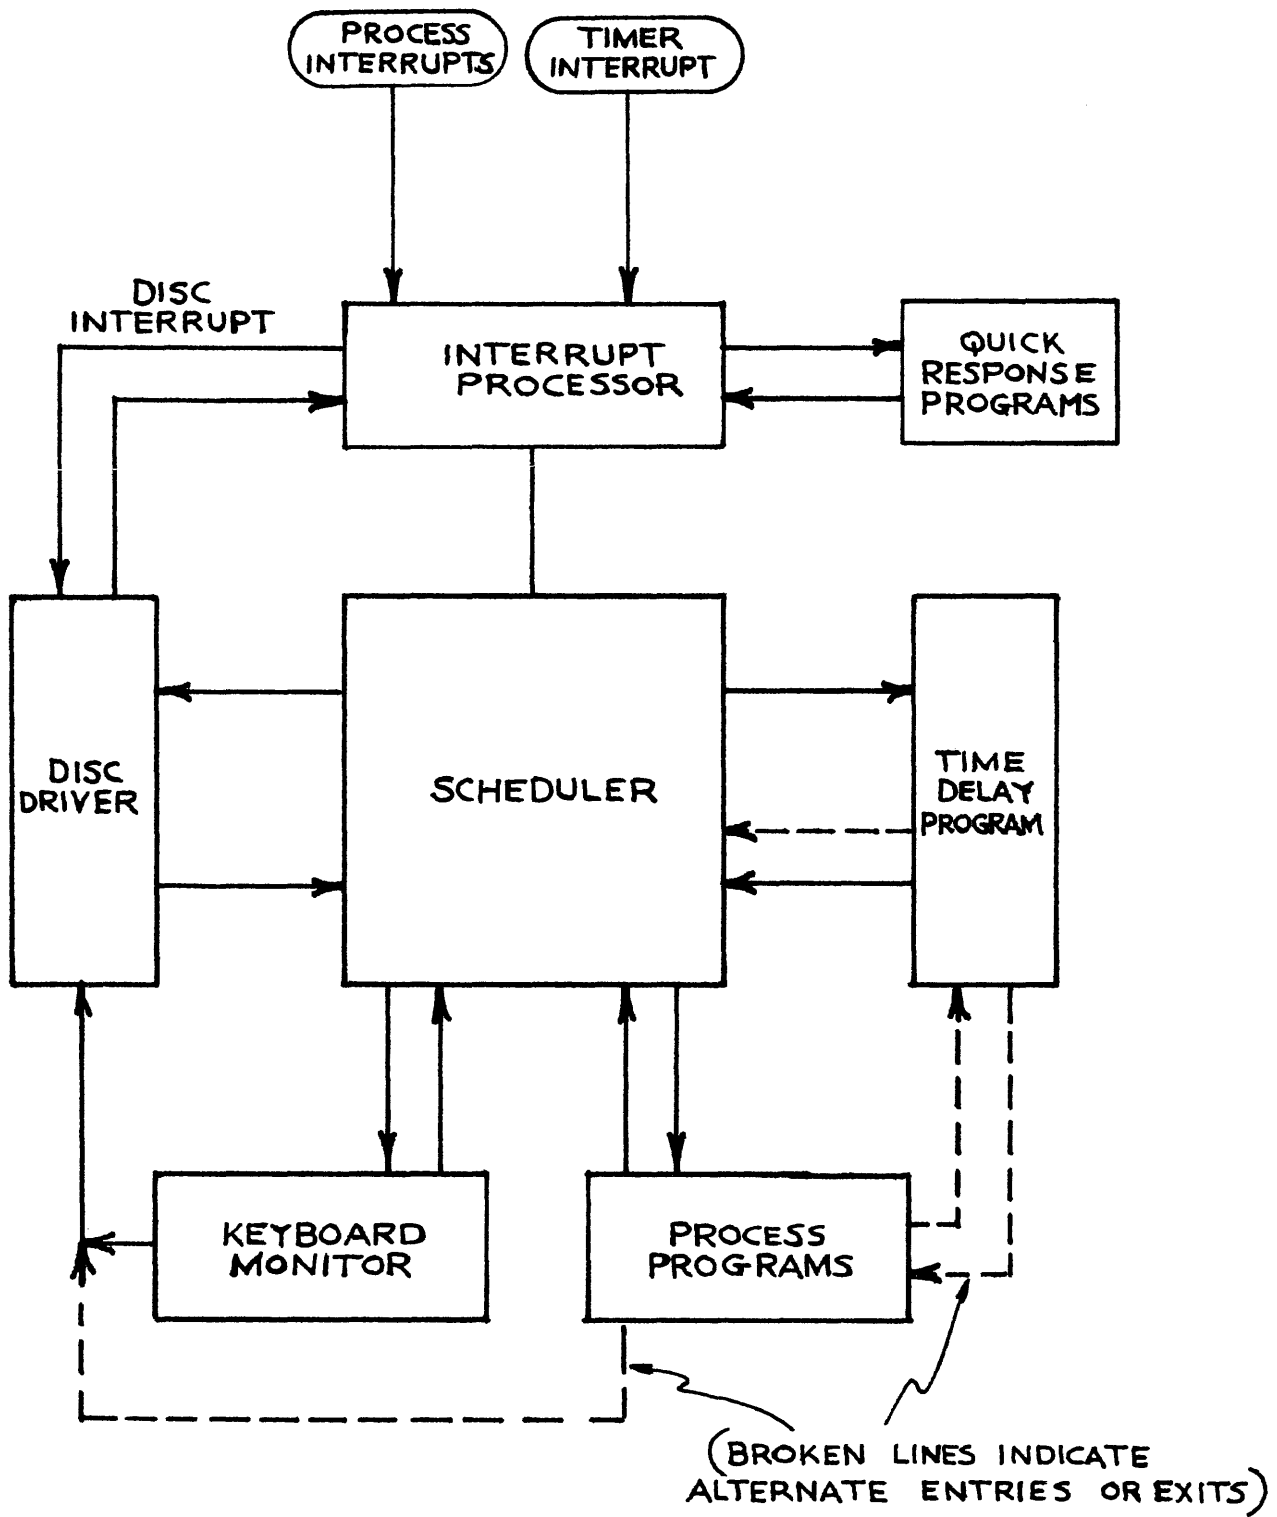 PROCESS
INTERRUPTS
TIMER
INTERRUPT
DISC
INTERRUPT
INTERRUPT
PROCESSOR
QUICK
RESPONSE
PROGRAMS
DISC
DRIVER
SCHEDULER
TIME
DELAY
PROGRAM
KEYBOARD
MONITOR
PROCESS
PROGRAMS
(BROKEN LINES INDICATE
ALTERNATE ENTRIES OR EXITS)